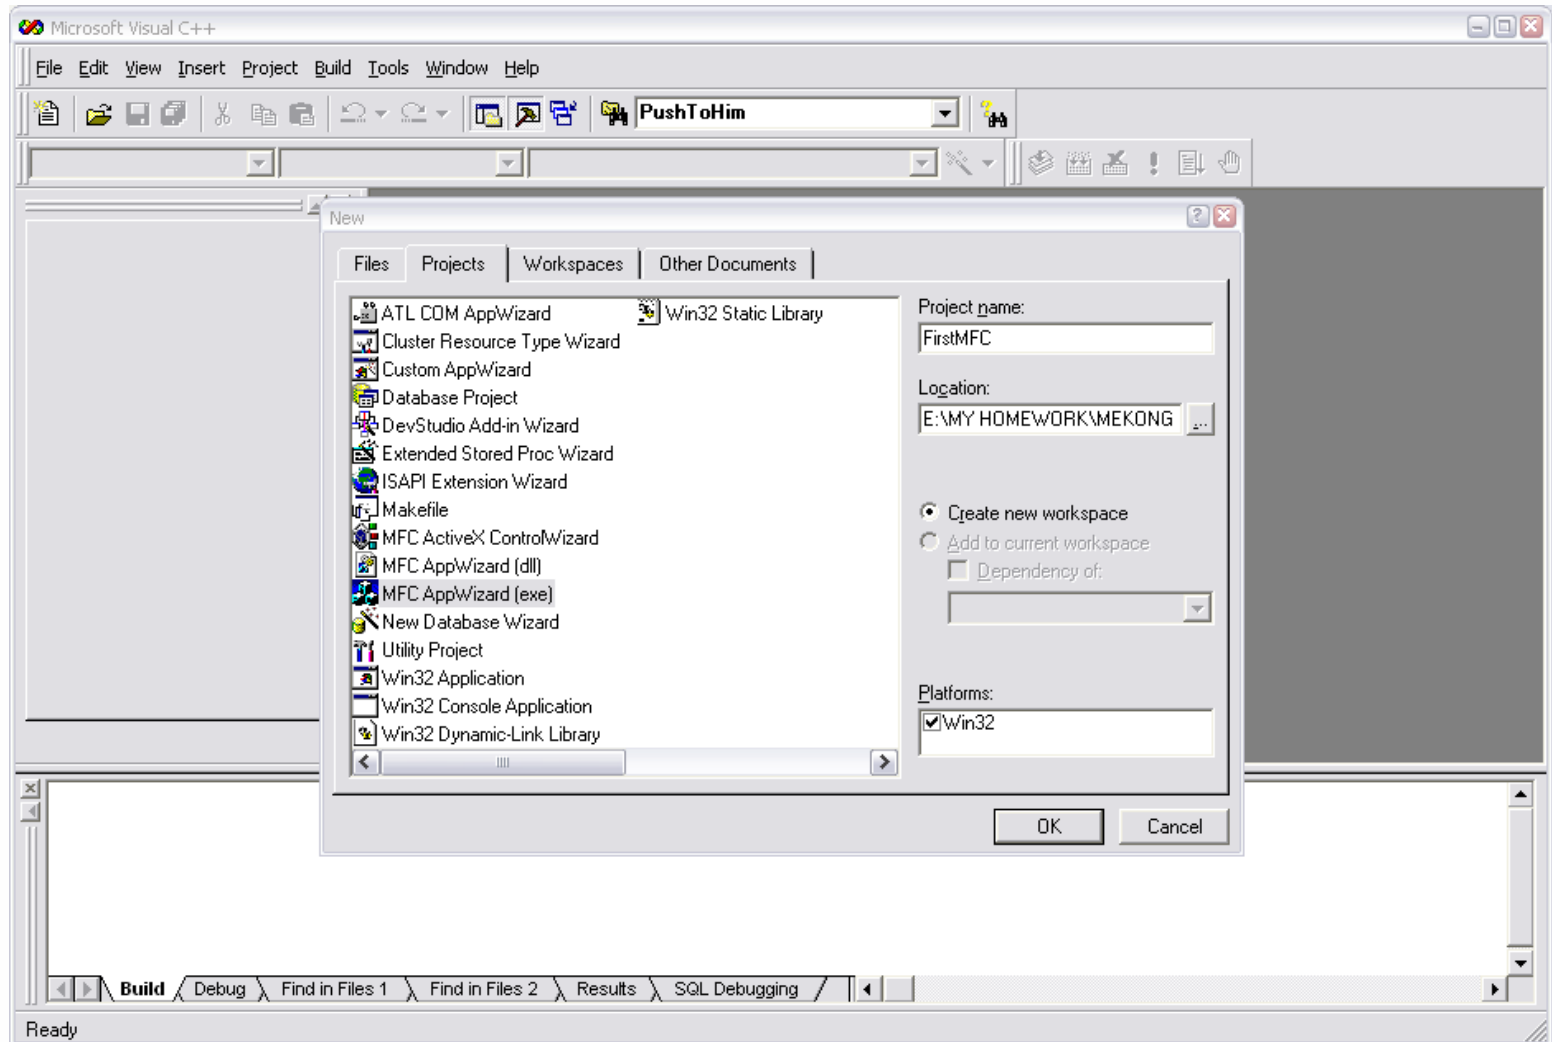 Microsoft Visual C++
File Edit View Insert Project Build Tools Window Help
PushToHim
New
Files Projects Workspaces Other Documents
ATL COM AppWizard
Cluster Resource Type Wizard
Custom AppWizard
Database Project
DevStudio Add-in Wizard
Extended Stored Proc Wizard
ISAPI Extension Wizard
Makefile
MFC ActiveX ControlWizard
MFC AppWizard (dll)
MFC AppWizard (exe)
New Database Wizard
Utility Project
Win32 Application
Win32 Console Application
Win32 Dynamic-Link Library
Win32 Static Library
Project name:
FirstMFC
Location:
E:\MY HOMEWORK\MEKONG
...
Create new workspace
Add to current workspace
Dependency of:
Platforms:
Win32
OK Cancel
Build Debug Find in Files 1 Find in Files 2 Results SQL Debugging
Ready